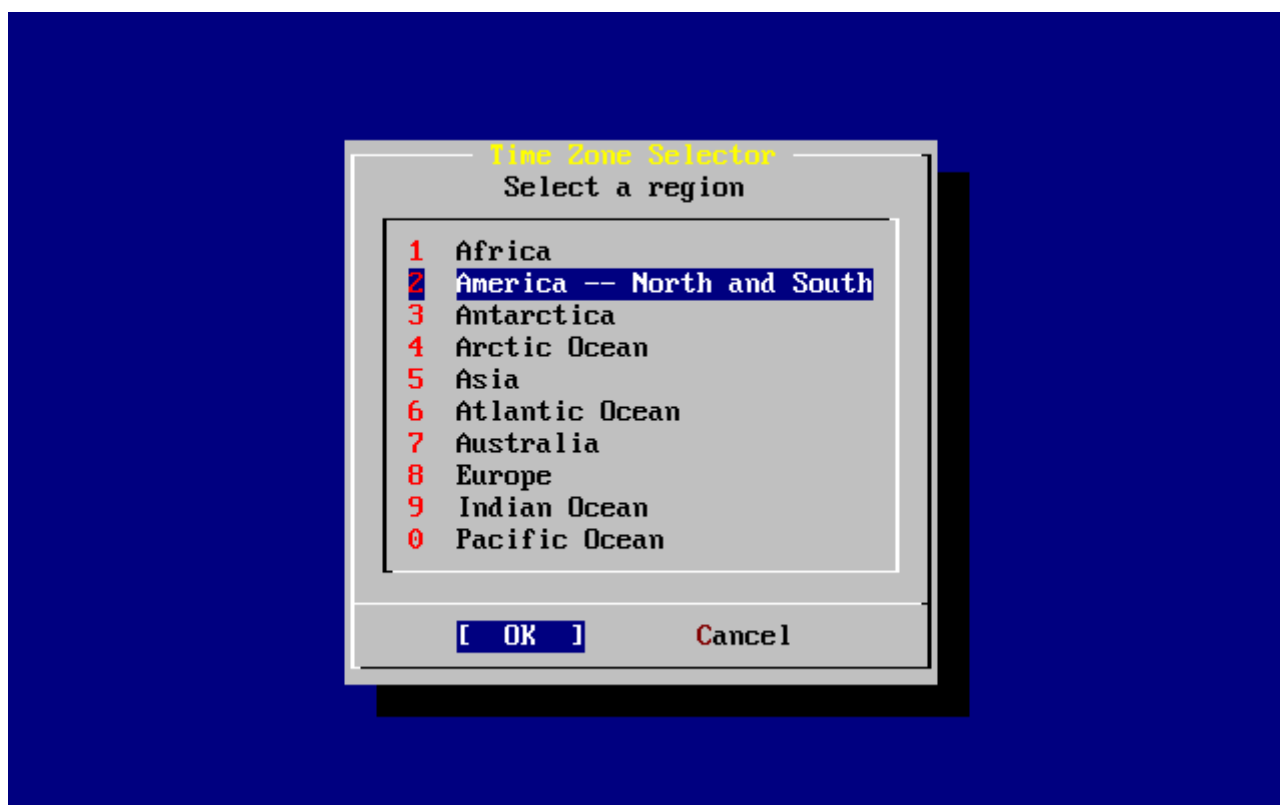 Time Zone Selector
Select a region
1 Africa
2 America -- North and South
3 Antarctica
4 Arctic Ocean
5 Asia
6 Atlantic Ocean
7 Australia
8 Europe
9 Indian Ocean
0 Pacific Ocean
[ OK ] Cancel